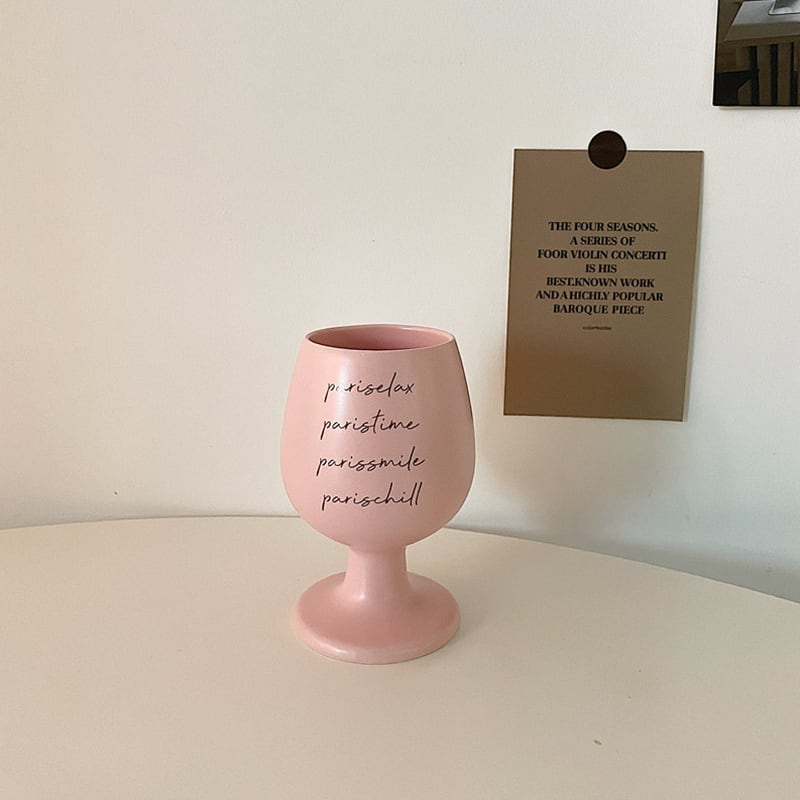 pariselax
paristime
parissmile
parischill
THE FOUR SEASONS.
A SERIES OF
FOOR VIOLIN CONCERTI
IS HIS
BEST.KNOWN WORK
AND A HICHLY POPULAR
BAROQUE PIECE